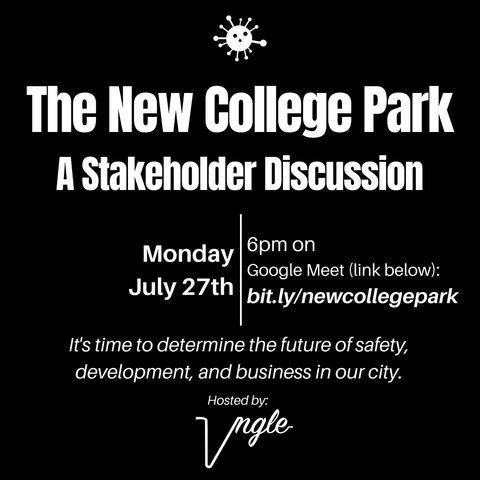 The New College Park
A Stakeholder Discussion
Monday
July 27th
6pm on
Google Meet (link below):
bit.ly/newcollegepark
It's time to determine the future of safety,
development, and business in our city.
Hosted by: